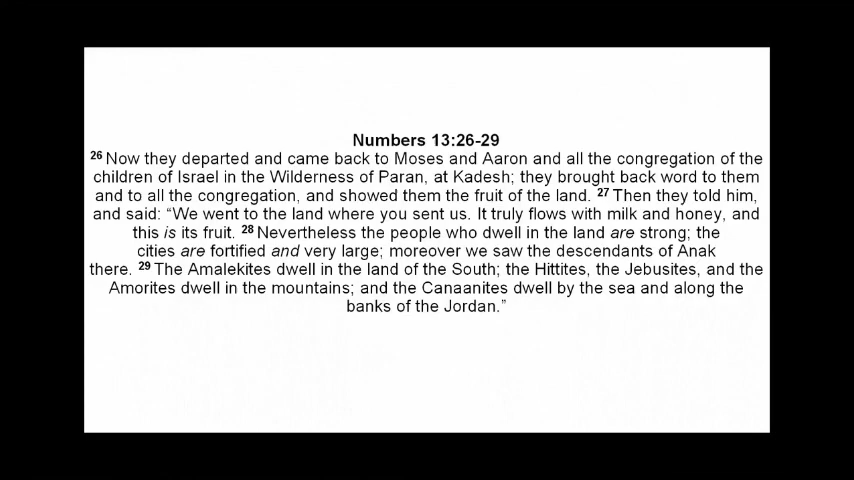 Numbers 13:26-29
26 Now they departed and came back to Moses and Aaron and all the congregation of the
children of Israel in the Wilderness of Paran, at Kadesh; they brought back word to them
and to all the congregation, and showed them the fruit of the land. 27 Then they told him,
and said: “We went to the land where you sent us. It truly flows with milk and honey, and
this is its fruit. 28 Nevertheless the people who dwell in the land are strong; the
cities are fortified and very large; moreover we saw the descendants of Anak
there. 29 The Amalekites dwell in the land of the South; the Hittites, the Jebusites, and the
Amorites dwell in the mountains; and the Canaanites dwell by the sea and along the
banks of the Jordan.”